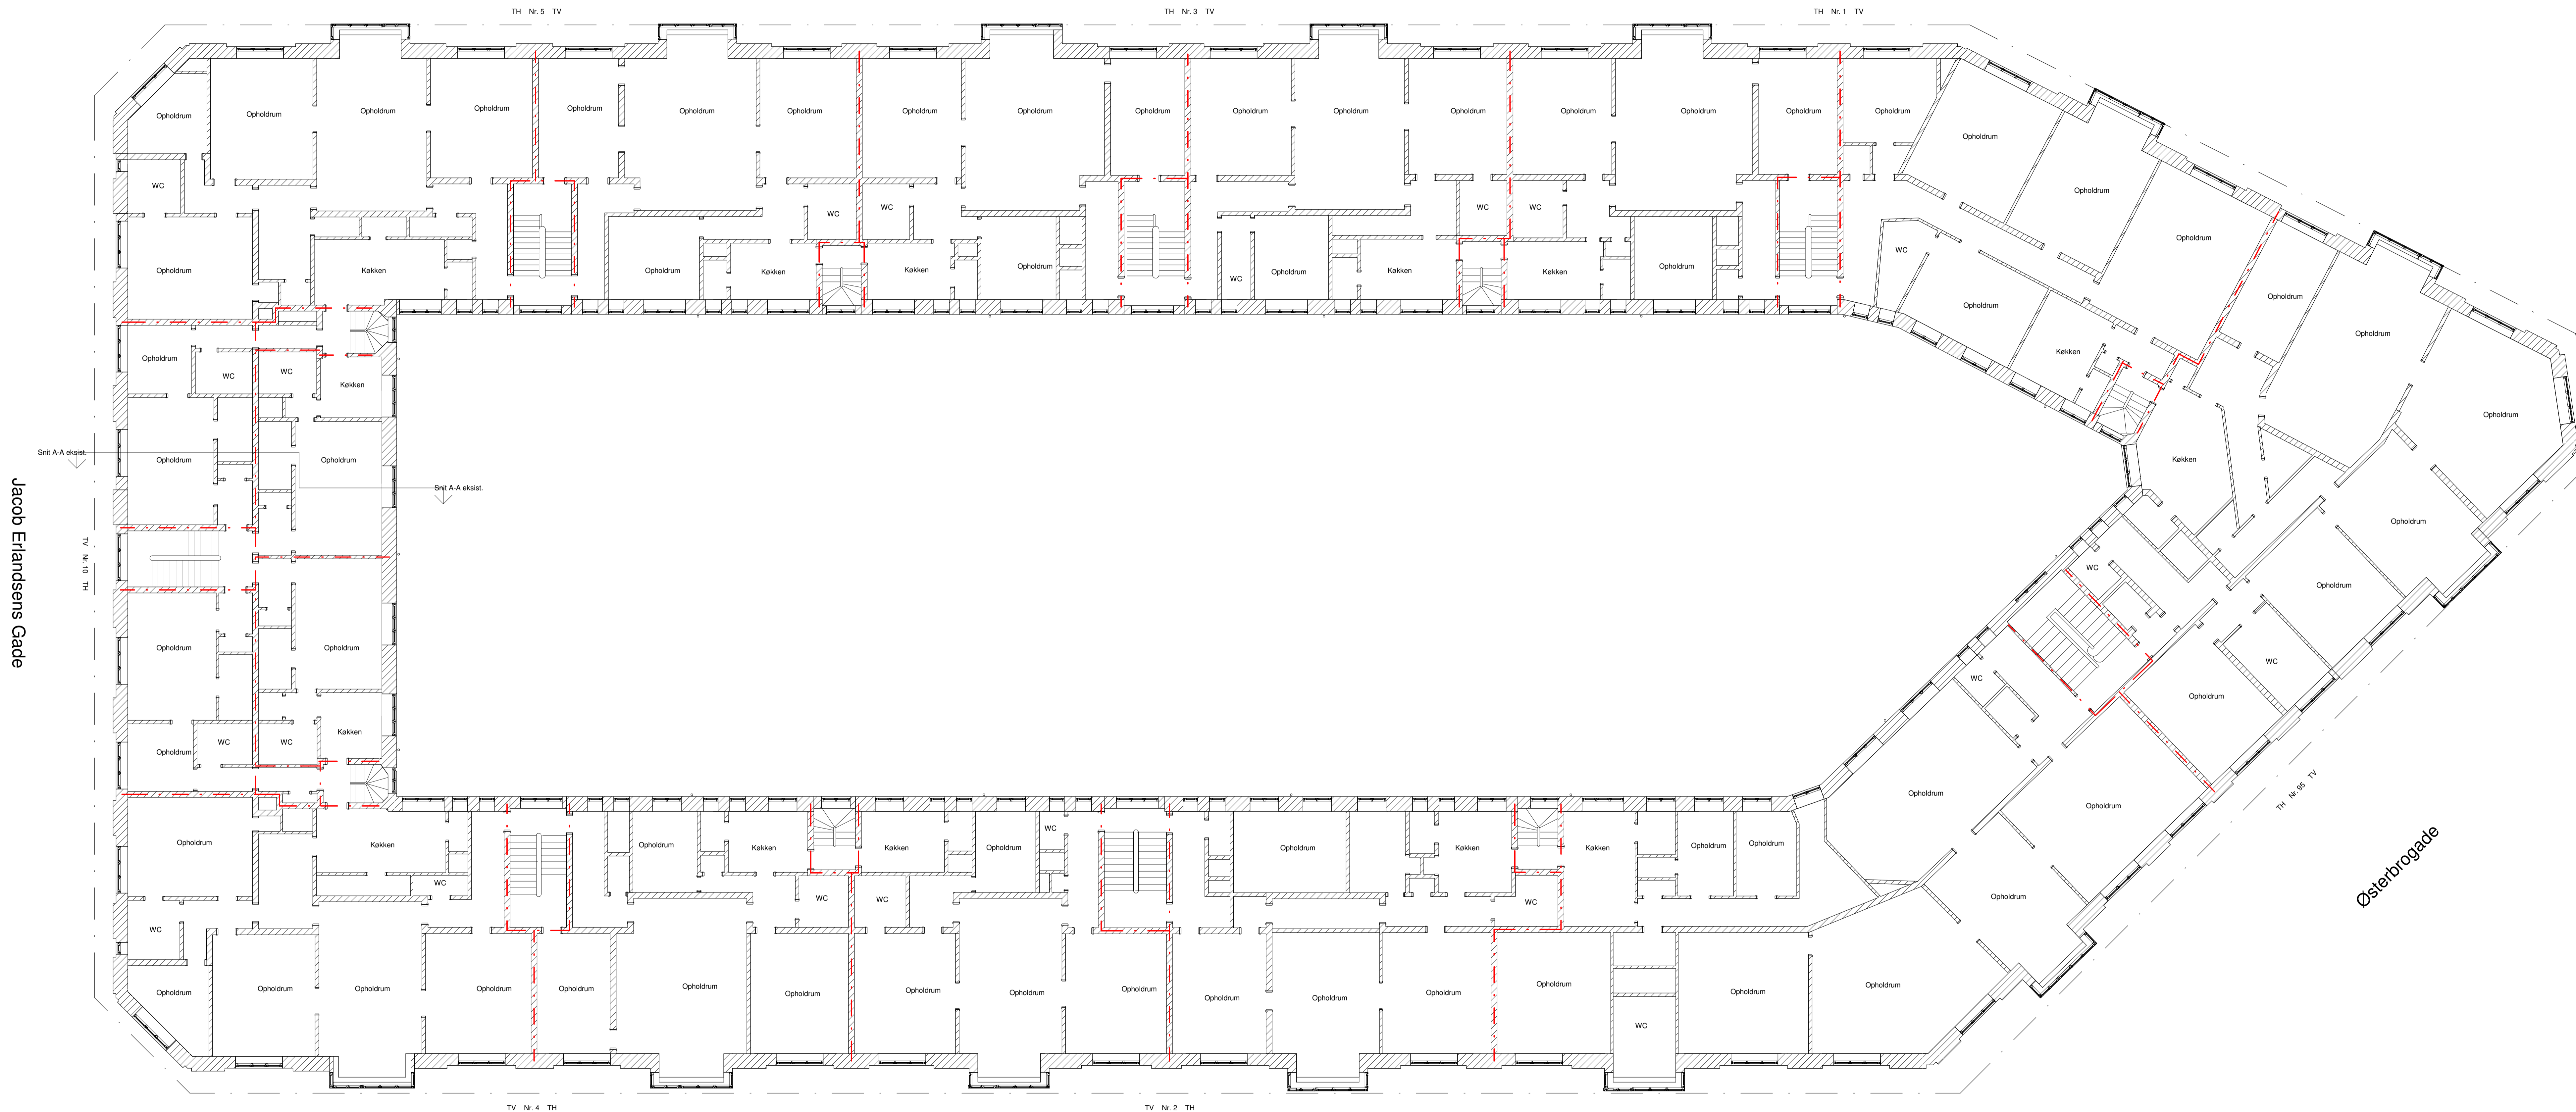 TH Nr. 5 TV
TH Nr. 3 TV
TH Nr. 1 TV
Opholdrum Opholdrum Opholdrum Opholdrum Opholdrum Opholdrum Opholdrum Opholdrum Opholdrum Opholdrum Opholdrum Opholdrum Opholdrum Opholdrum Opholdrum Opholdrum Opholdrum Opholdrum
Opholdrum
WC
Opholdrum
WC WC WC WC
Opholdrum
WC
Opholdrum Køkken Opholdrum Køkken Køkken Opholdrum WC Opholdrum Køkken Køkken Opholdrum
Opholdrum
Opholdrum
Opholdrum
Køkken
Opholdrum
WC
WC
Køkken
Opholdrum
Snit A-A eksist.
Opholdrum
Opholdrum
Køkken
Snit A-A eksist.
Opholdrum
Jacob Erlandsens Gade
TV Nr. 10 TH
WC
Opholdrum
Opholdrum
Opholdrum
WC
WC
Opholdrum
Opholdrum
WC
WC
Køkken
TH Nr. 95 TV
Opholdrum
Opholdrum
Østerbrogade
Opholdrum
Køkken
Opholdrum
Køkken
Køkken
Opholdrum
WC
Opholdrum
Køkken
Køkken
Opholdrum
Opholdrum
WC
WC
WC
WC
Opholdrum
WC
Opholdrum Opholdrum Opholdrum Opholdrum Opholdrum Opholdrum Opholdrum Opholdrum Opholdrum Opholdrum Opholdrum Opholdrum Opholdrum Opholdrum Opholdrum Opholdrum
WC
TV Nr. 4 TH
TV Nr. 2 TH